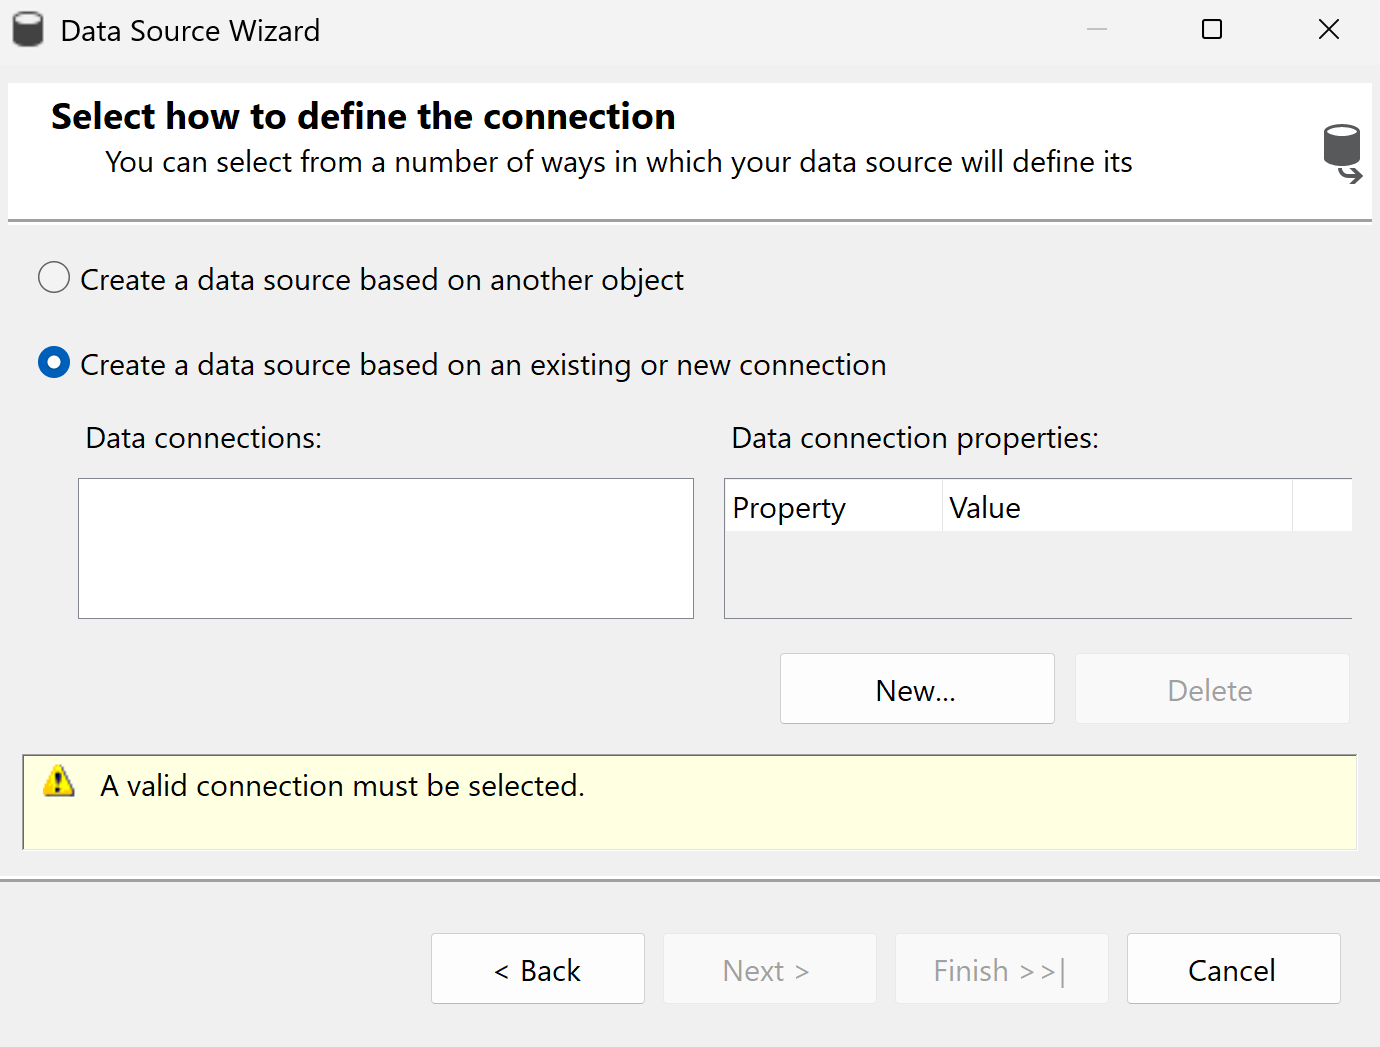 Data Source Wizard
Select how to define the connection
You can select from a number of ways in which your data source will define its
Create a data source based on another object
Create a data source based on an existing or new connection
Data connections:
Data connection properties:
Property Value
New...
Delete
A valid connection must be selected.
< Back
Next >
Finish >>|
Cancel